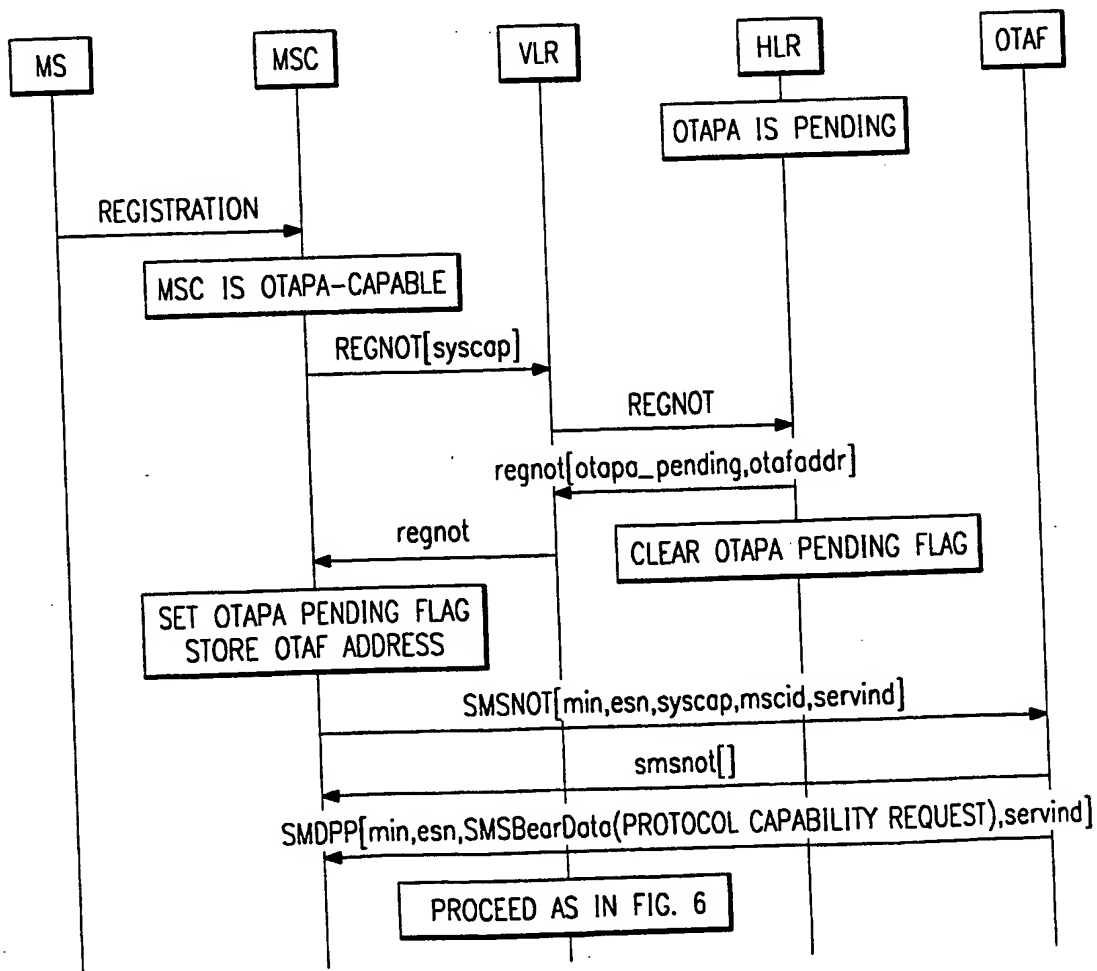 MS
MSC
VLR
HLR
OTAF
OTAPA IS PENDING
REGISTRATION
MSC IS OTAPA-CAPABLE
REGNOT[syscap]
REGNOT
regnot[otapa_pending,otafaddr]
regnot
CLEAR OTAPA PENDING FLAG
SET OTAPA PENDING FLAG
STORE OTAF ADDRESS
SMSNOT[min,esn,syscap,mscid,servind]
smsnot[]
SMDPP[min,esn,SMSBearData(PROTOCOL CAPABILITY REQUEST),servind]
PROCEED AS IN FIG. 6